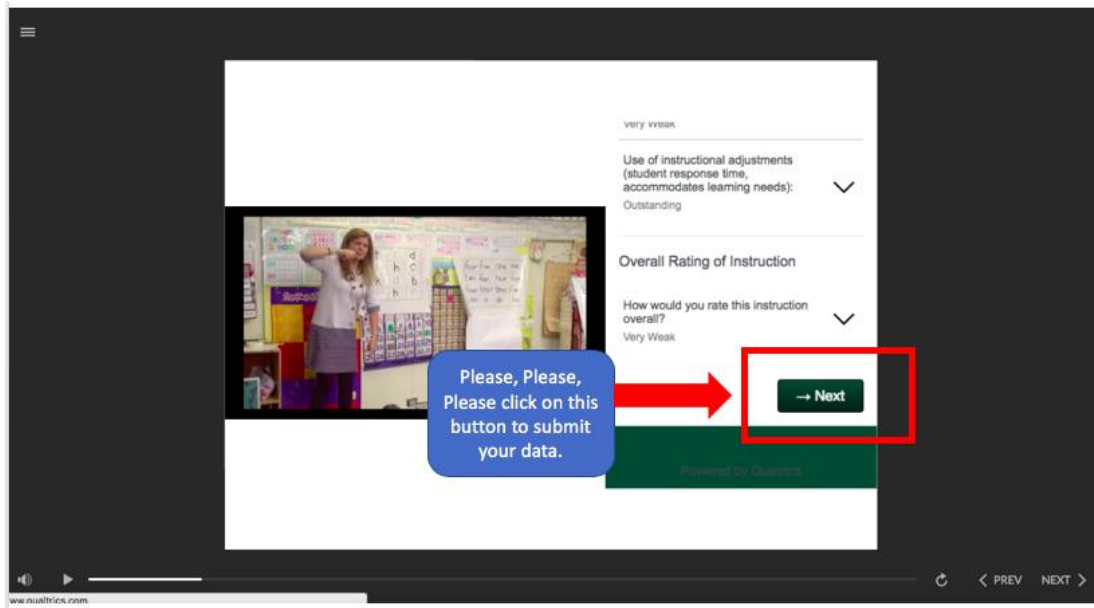 Very Weak
Use of instructional adjustments
(student response time,
accommodates learning needs):
Outstanding
Overall Rating of Instruction
How would you rate this instruction
overall?
Very Weak
Please, Please,
Please click on this
button to submit
your data.
→ Next
Powered by Qualtrics
PREV NEXT
ww.qualtrics.com